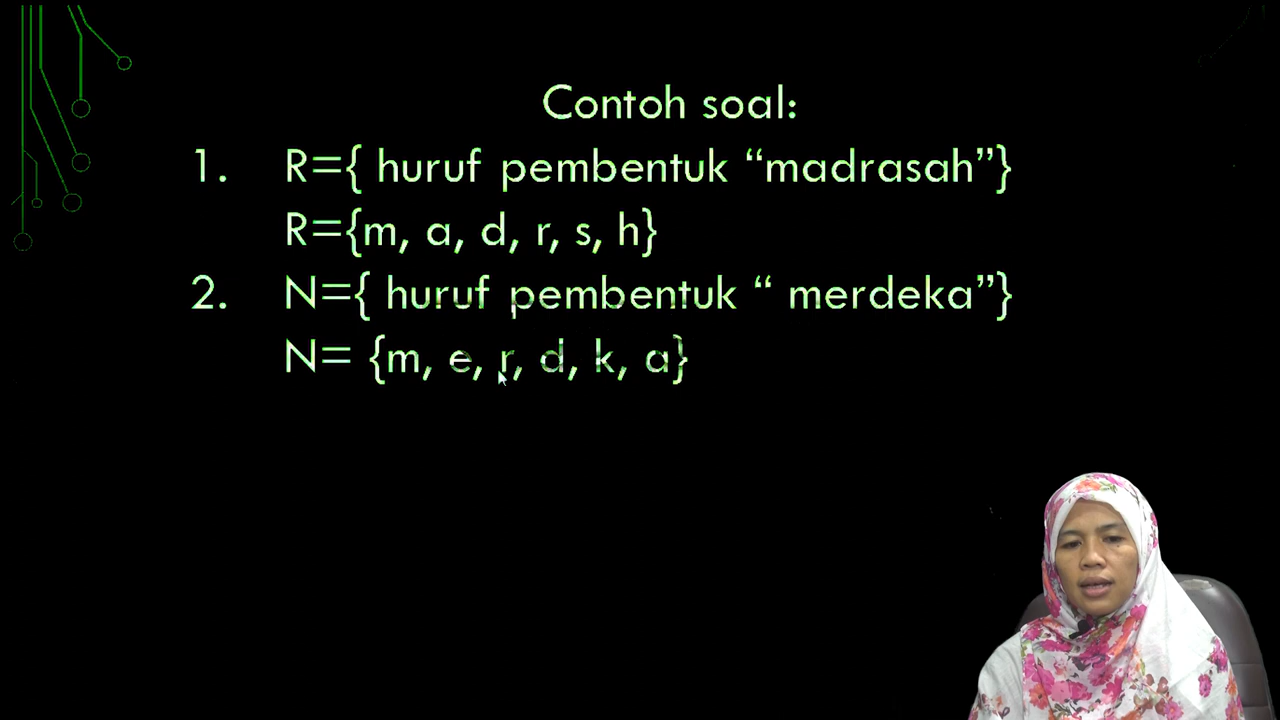 Contoh soal:
1. R={ huruf pembentuk “madrasah”}
R={m, a, d, r, s, h}
2. N={ huruf pembentuk “ merdeka”}
N= {m, e, r, d, k, a}